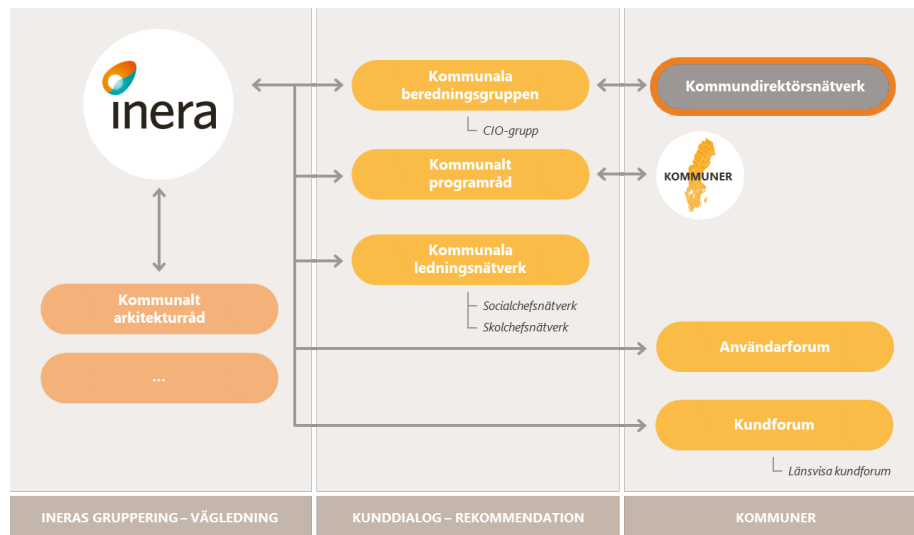 inera
Kommunalt
arkitekturråd
...
Kommunala
beredningsgruppen
CIO-grupp
Kommunalt
programråd
Kommunala
ledningsnätverk
Socialchefsnätverk
Skolchefsnätverk
Kommundirektörsnätverk
KOMMUNER
Användarforum
Kundforum
Länsvisa kundforum
INERAS GRUPPERING – VÄGLEDNING
KUNDDIALOG – REKOMMENDATION
KOMMUNER